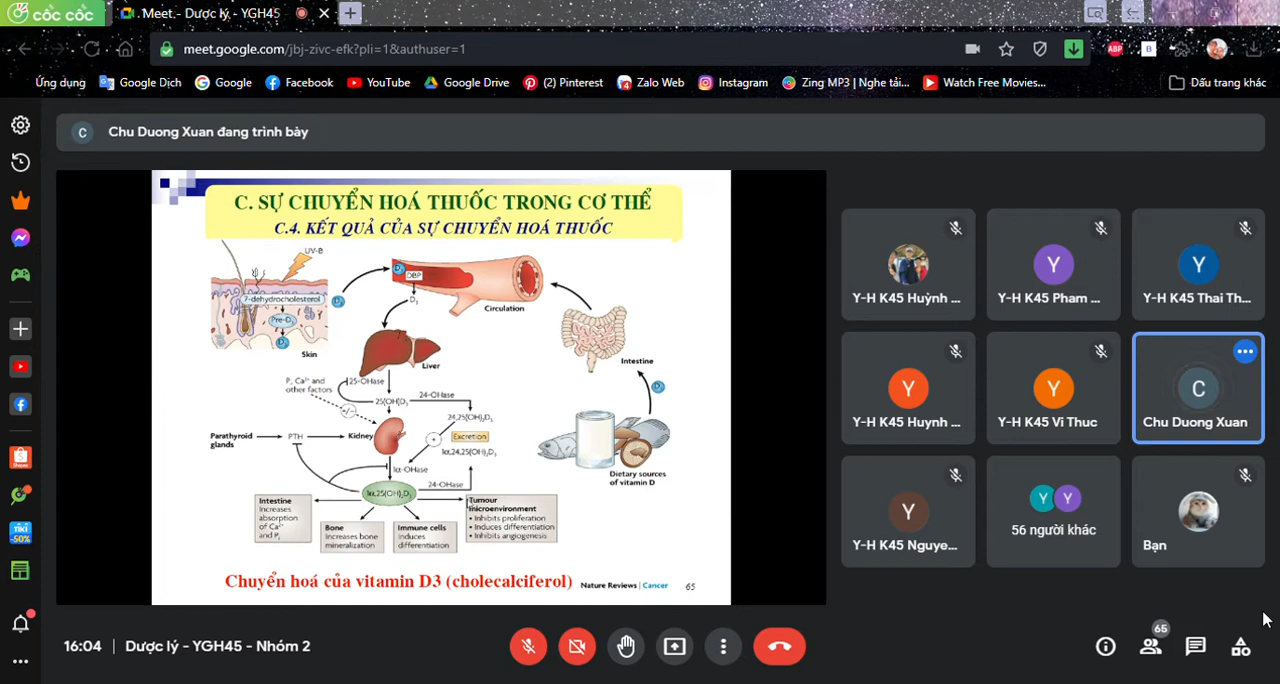 cốc cốc
Meet - Dược lý - YGH45
meet.google.com/jbj-zivc-efk?pli=1&authuser=1
ABP
B
Ứng dụng Google Dịch Google Facebook YouTube Google Drive (2) Pinterest Zalo Web Instagram Zing MP3 | Nghe tải... Watch Free Movies... Dấu trang khác
C Chu Duong Xuan đang trình bày
C. SỰ CHUYỂN HOÁ THUỐC TRONG CƠ THỂ
C.4. KẾT QUẢ CỦA SỰ CHUYỂN HOÁ THUỐC
UV-B
7-dehydrocholesterol
Pre-D₃
D₃
Skin
D₃
D₃ DBP
D₃
Circulation
Liver
Intestine
D₃
Dietary sources
of vitamin D
Pᵢ, Ca²⁺ and
other factors
25-OHase
+/−
25(OH)D₃
24-OHase
24,25(OH)₂D₃
Excretion
1α,24,25(OH)₃D₃
Parathyroid
glands
PTH
Kidney
+
1α-OHase
24-OHase
1α,25(OH)₂D₃
Intestine
Increases
absorption
of Ca²⁺
and Pᵢ
Bone
Increases bone
mineralization
Immune cells
Induces
differentiation
Tumour
microenvironment
• Inhibits proliferation
• Induces differentiation
• Inhibits angiogenesis
Chuyển hoá của vitamin D3 (cholecalciferol)
Nature Reviews | Cancer
65
Y-H K45 Huỳnh ...
Y
Y-H K45 Pham ...
Y
Y-H K45 Thai Th...
Y
Y-H K45 Huynh ...
Y
Y-H K45 Vi Thuc
C
Chu Duong Xuan
Y
Y-H K45 Nguye...
Y Y
56 người khác
Bạn
Shopee
TIKI
-50%
16:04 | Dược lý - YGH45 - Nhóm 2
65